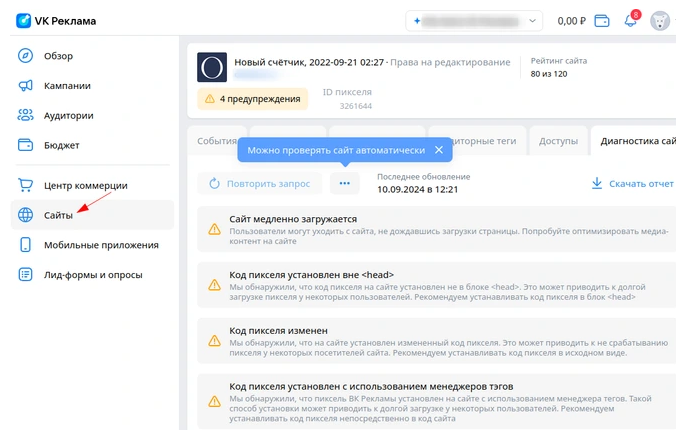 VK Реклама
0,00 ₽
8
Обзор
Кампании
Аудитории
Бюджет
Центр коммерции
Сайты
Мобильные приложения
Лид-формы и опросы
Новый счётчик, 2022-09-21 02:27 · Права на редактирование
4 предупреждения
ID пикселя
3261644
Рейтинг сайта
80 из 120
События
теги
Доступы
Диагностика сай
Можно проверять сайт автоматически
Повторить запрос
Последнее обновление
10.09.2024 в 12:21
Скачать отчет
Сайт медленно загружается
Пользователи могут уходить с сайта, не дождавшись загрузки страницы. Попробуйте оптимизировать медиа-
контент на сайте
Код пикселя установлен вне <head>
Мы обнаружили, что код пикселя на сайте установлен не в блоке <head>. Это может приводить к долгой
загрузке пикселя у некоторых пользователей. Рекомендуем устанавливать код пикселя в блок <head>
Код пикселя изменен
Мы обнаружили, что на сайте установлен измененный код пикселя. Это может приводить к не срабатыванию
пикселя у некоторых посетителей сайта. Рекомендуем устанавливать код пикселя в исходном виде.
Код пикселя установлен с использованием менеджеров тэгов
Мы обнаружили, что пиксель ВК Рекламы установлен на сайте с использованием менеджера тегов. Такой
способ установки может приводить к долгой загрузке у некоторых пользователей. Рекомендуем
устанавливать код пикселя непосредственно в код сайта